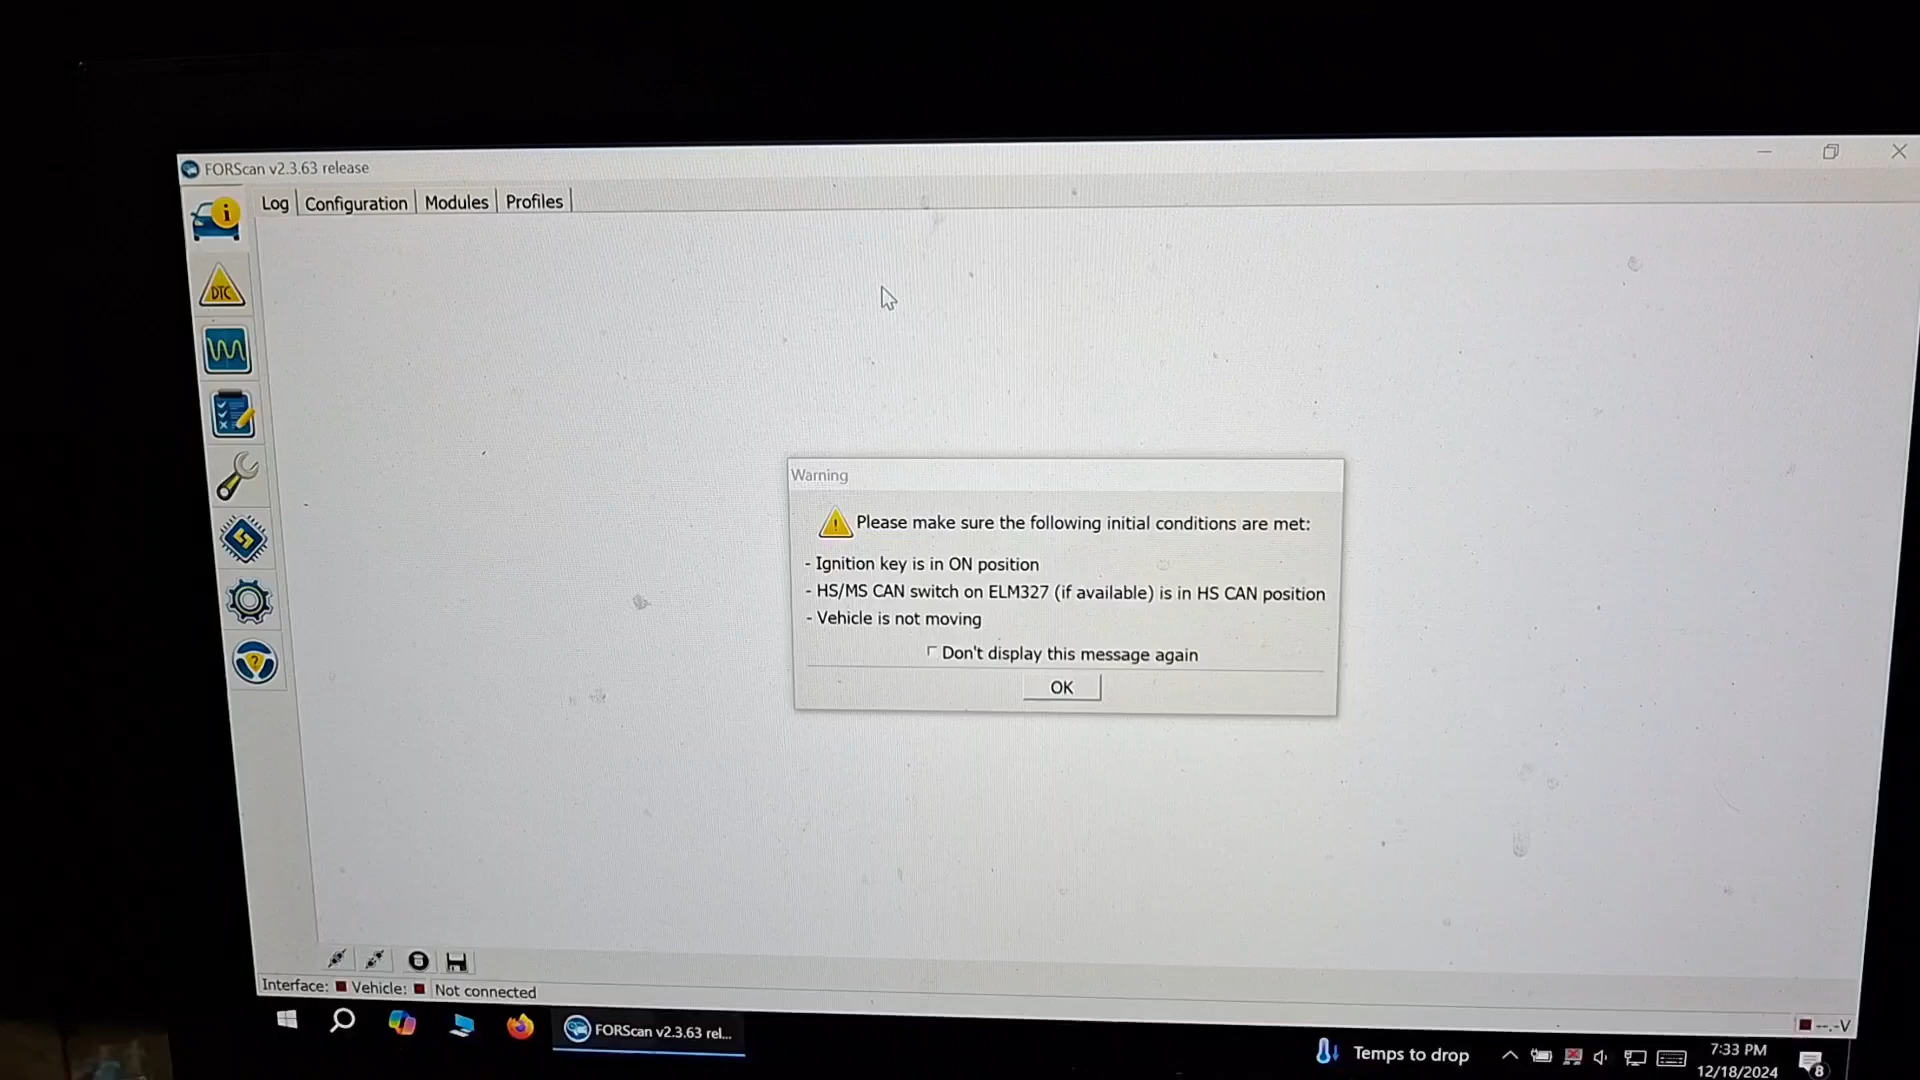 FORScan v2.3.63 release
Log Configuration Modules Profiles
i
DTC
Warning
! Please make sure the following initial conditions are met:
- Ignition key is in ON position
- HS/MS CAN switch on ELM327 (if available) is in HS CAN position
- Vehicle is not moving
Don't display this message again
OK
?
Interface: Vehicle: Not connected
--.-V
FORScan v2.3.63 rel...
Temps to drop
7:33 PM
12/18/2024
8